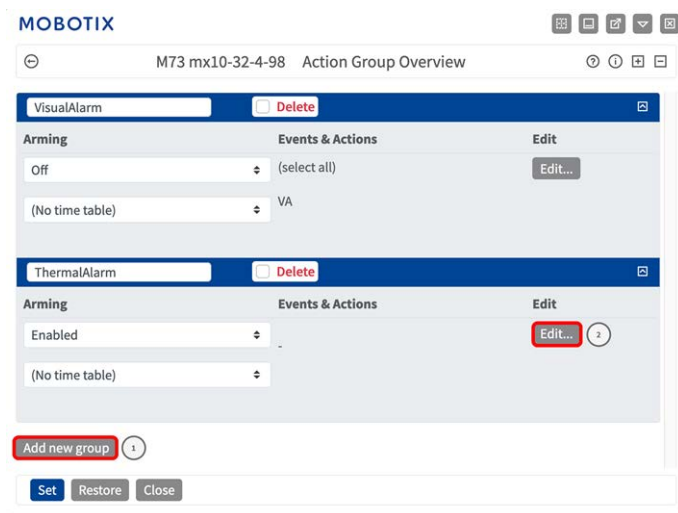 MOBOTIX
M73 mx10-32-4-98 Action Group Overview
VisualAlarm Delete
Arming Events & Actions Edit
Off (select all) Edit...
(No time table) VA
ThermalAlarm Delete
Arming Events & Actions Edit
Enabled - Edit... 2
(No time table)
Add new group 1
Set Restore Close